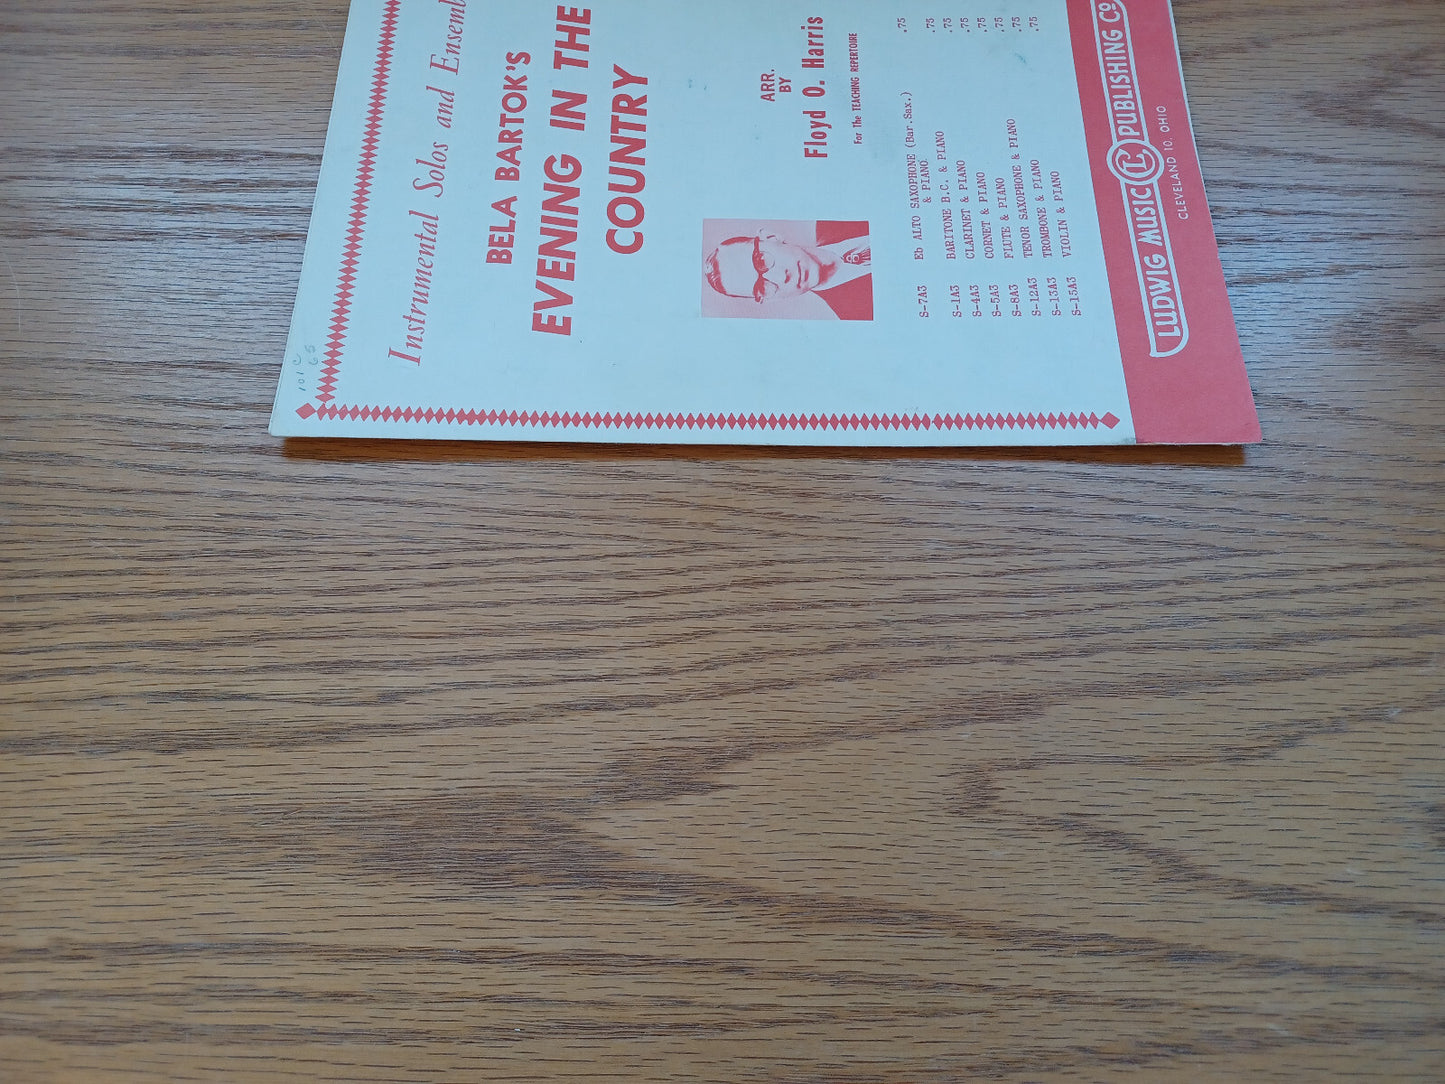 Instrumental Solos and
BELA BARTOK'S
EVENING IN THE
COUNTRY
ARR.
BY
Floyd O. Harris
For The TEACHING REPERTOIRE
S-7A3 Eb ALTO SAXOPHONE (Bar.Sax.) .75
& PIANO
S-1A3 BARITONE B.C. & PIANO .75
S-4A3 CLARINET & PIANO .75
S-5A3 CORNET & PIANO .75
S-8A3 FLUTE & PIANO .75
S-12A3 TENOR SAXOPHONE & PIANO .75
S-13A3 TROMBONE & PIANO .75
S-15A3 VIOLIN & PIANO .75
LUDWIG MUSIC PUBLISHING CO
CLEVELAND 10, OHIO